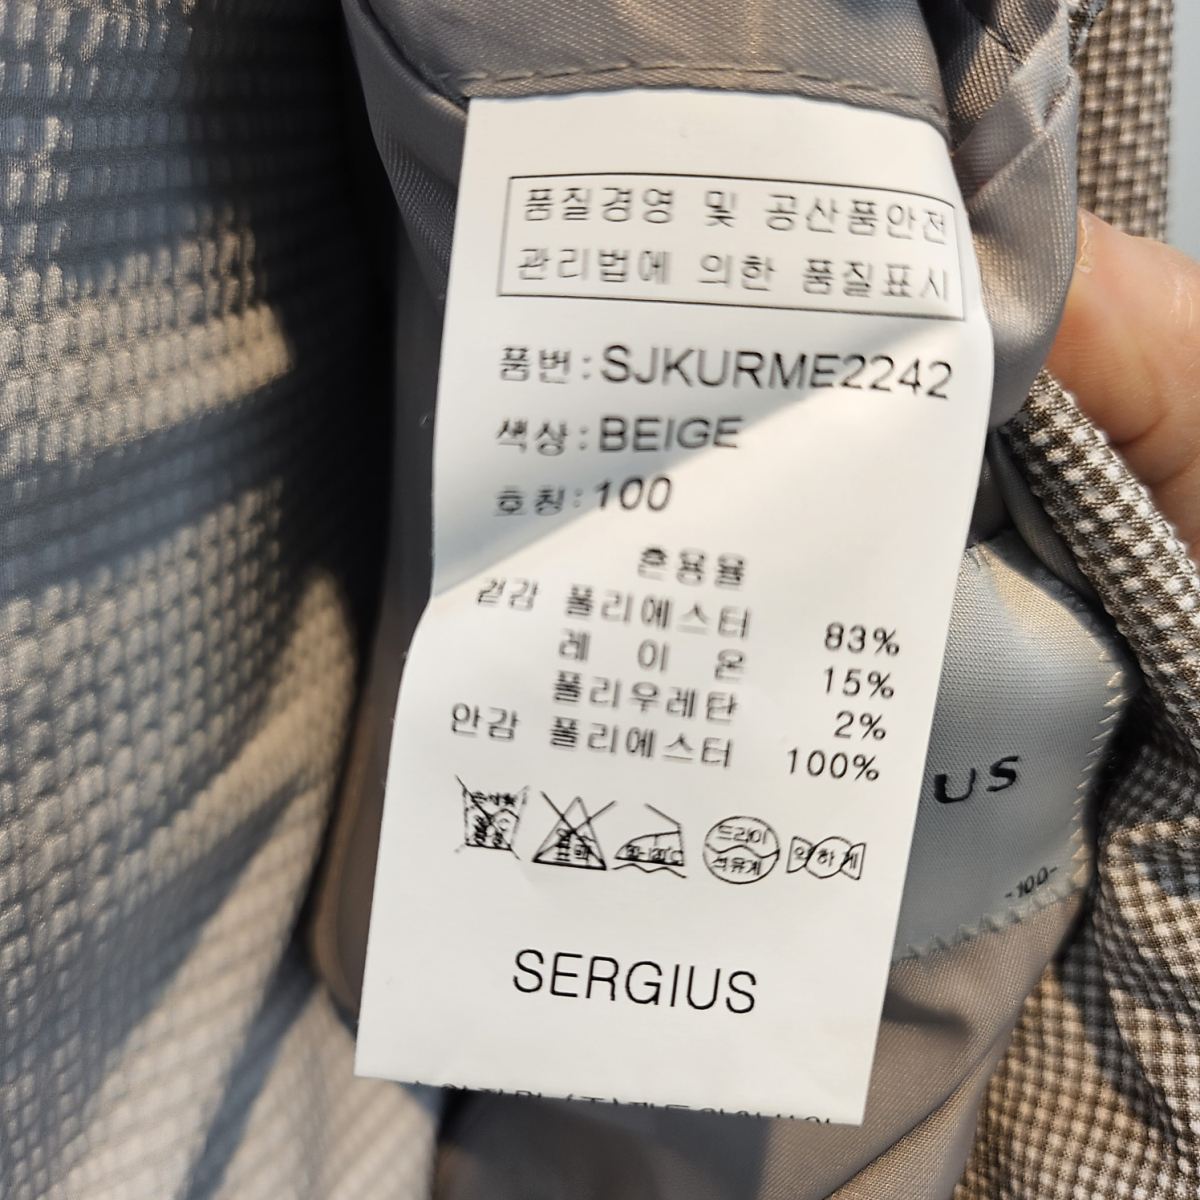 품질경영 및 공산품안전
관리법에 의한 품질표시
품번:SJKURME2242
색상:BEIGE
호칭:100
혼용율
겉감 폴리에스터 83%
레이온 15%
폴리우레탄 2%
안감 폴리에스터 100%
드라이
석유계
약하게
SERGIUS
US
-100-